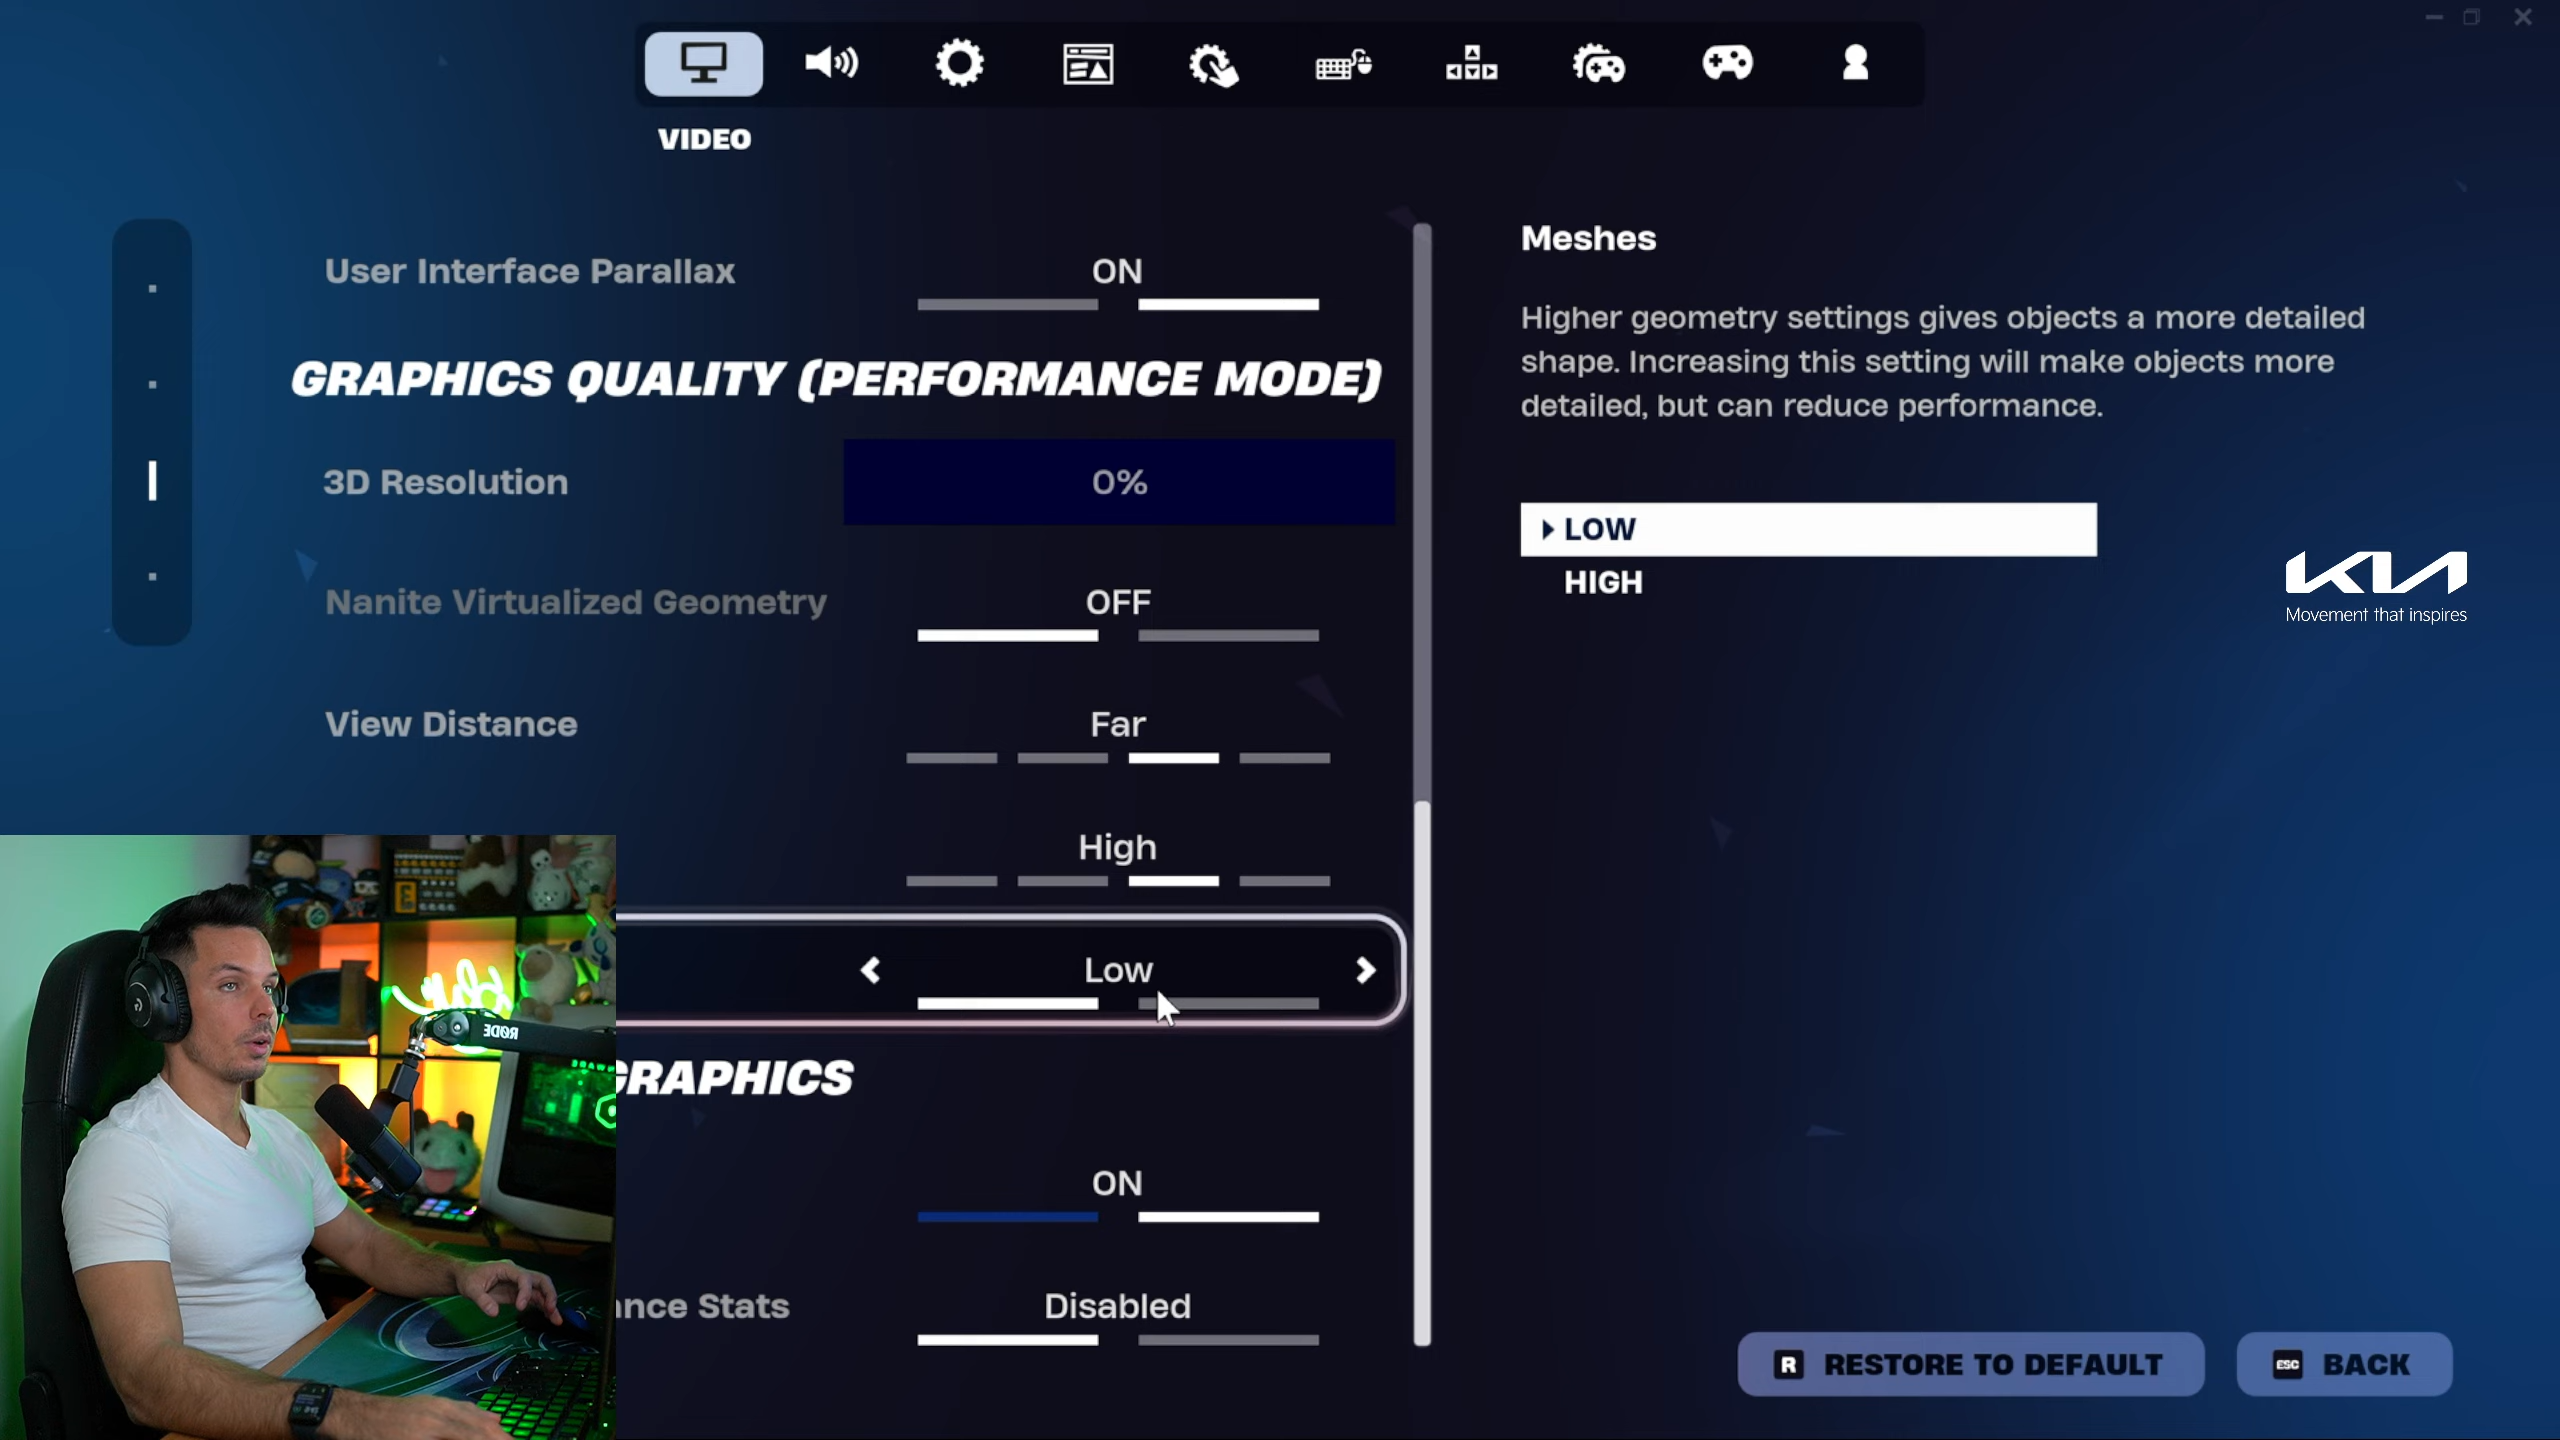 VIDEO
User Interface Parallax
ON
GRAPHICS QUALITY (PERFORMANCE MODE)
3D Resolution
0%
Nanite Virtualized Geometry
OFF
View Distance
Far
High
Low
GRAPHICS
ON
nce Stats
Disabled
Meshes
Higher geometry settings gives objects a more detailed
shape. Increasing this setting will make objects more
detailed, but can reduce performance.
LOW
HIGH
KIA
Movement that inspires
RØDE
R RESTORE TO DEFAULT
ESC BACK